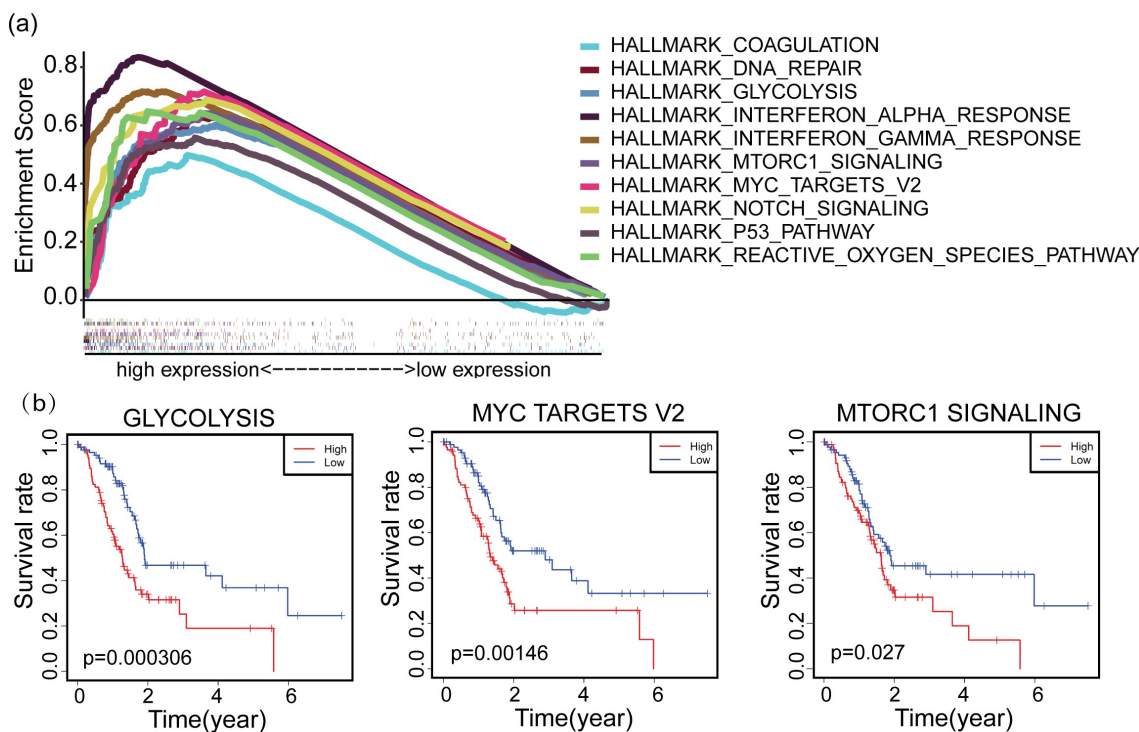 (a)
Enrichment Score
0.8
0.6
0.4
0.2
0.0
HALLMARK_COAGULATION
HALLMARK_DNA_REPAIR
HALLMARK_GLYCOLYSIS
HALLMARK_INTERFERON_ALPHA_RESPONSE
HALLMARK_INTERFERON_GAMMA_RESPONSE
HALLMARK_MTORC1_SIGNALING
HALLMARK_MYC_TARGETS_V2
HALLMARK_NOTCH_SIGNALING
HALLMARK_P53_PATHWAY
HALLMARK_REACTIVE_OXYGEN_SPECIES_PATHWAY
high expression<-------------->low expression
(b)
GLYCOLYSIS
Survival rate
1.0
0.8
0.6
0.4
0.2
0.0
High
Low
p=0.000306
0 2 4 6
Time(year)
MYC TARGETS V2
Survival rate
1.0
0.8
0.6
0.4
0.2
0.0
High
Low
p=0.00146
0 2 4 6
Time(year)
MTORC1 SIGNALING
Survival rate
1.0
0.8
0.6
0.4
0.2
0.0
High
Low
p=0.027
0 2 4 6
Time(year)